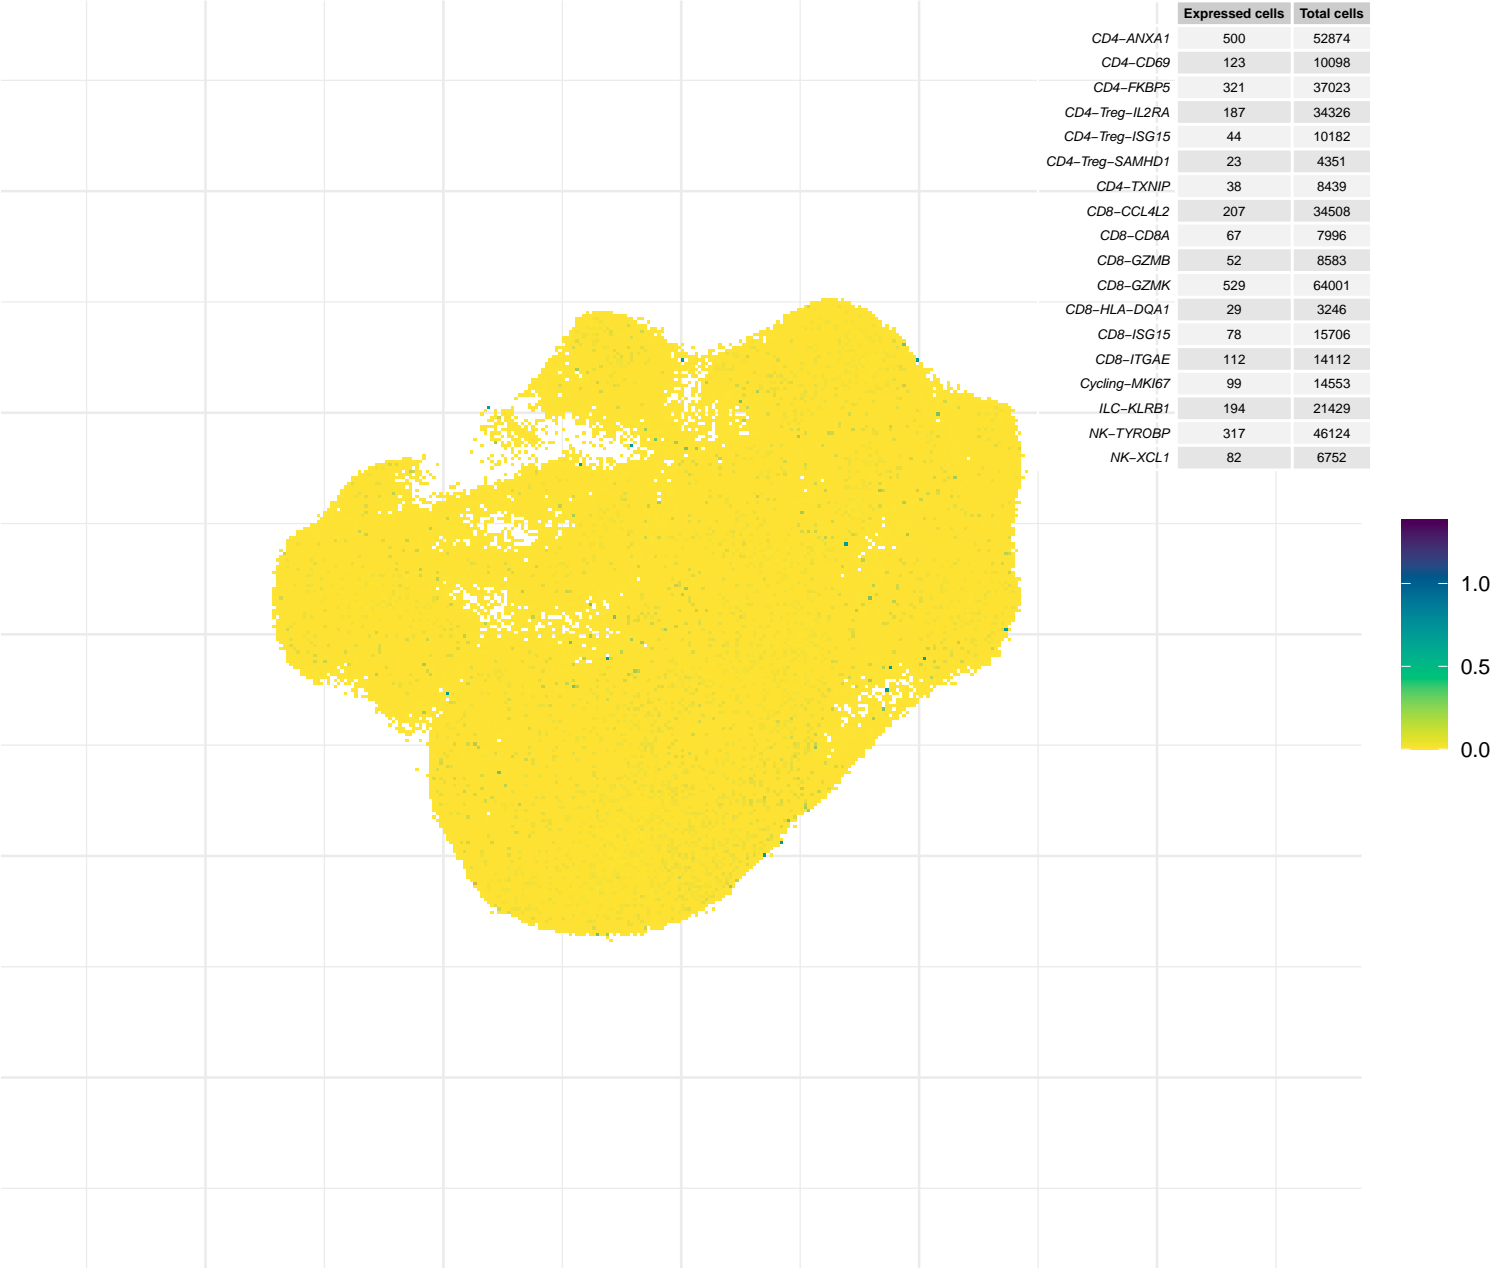 Expressed cells Total cells
CD4−ANXA1 500 52874
CD4−CD69 123 10098
CD4−FKBP5 321 37023
CD4−Treg−IL2RA 187 34326
CD4−Treg−ISG15 44 10182
CD4−Treg−SAMHD1 23 4351
CD4−TXNIP 38 8439
CD8−CCL4L2 207 34508
CD8−CD8A 67 7996
CD8−GZMB 52 8583
CD8−GZMK 529 64001
CD8−HLA−DQA1 29 3246
CD8−ISG15 78 15706
CD8−ITGAE 112 14112
Cycling−MKI67 99 14553
ILC−KLRB1 194 21429
NK−TYROBP 317 46124
NK−XCL1 82 6752
1.0
0.5
0.0